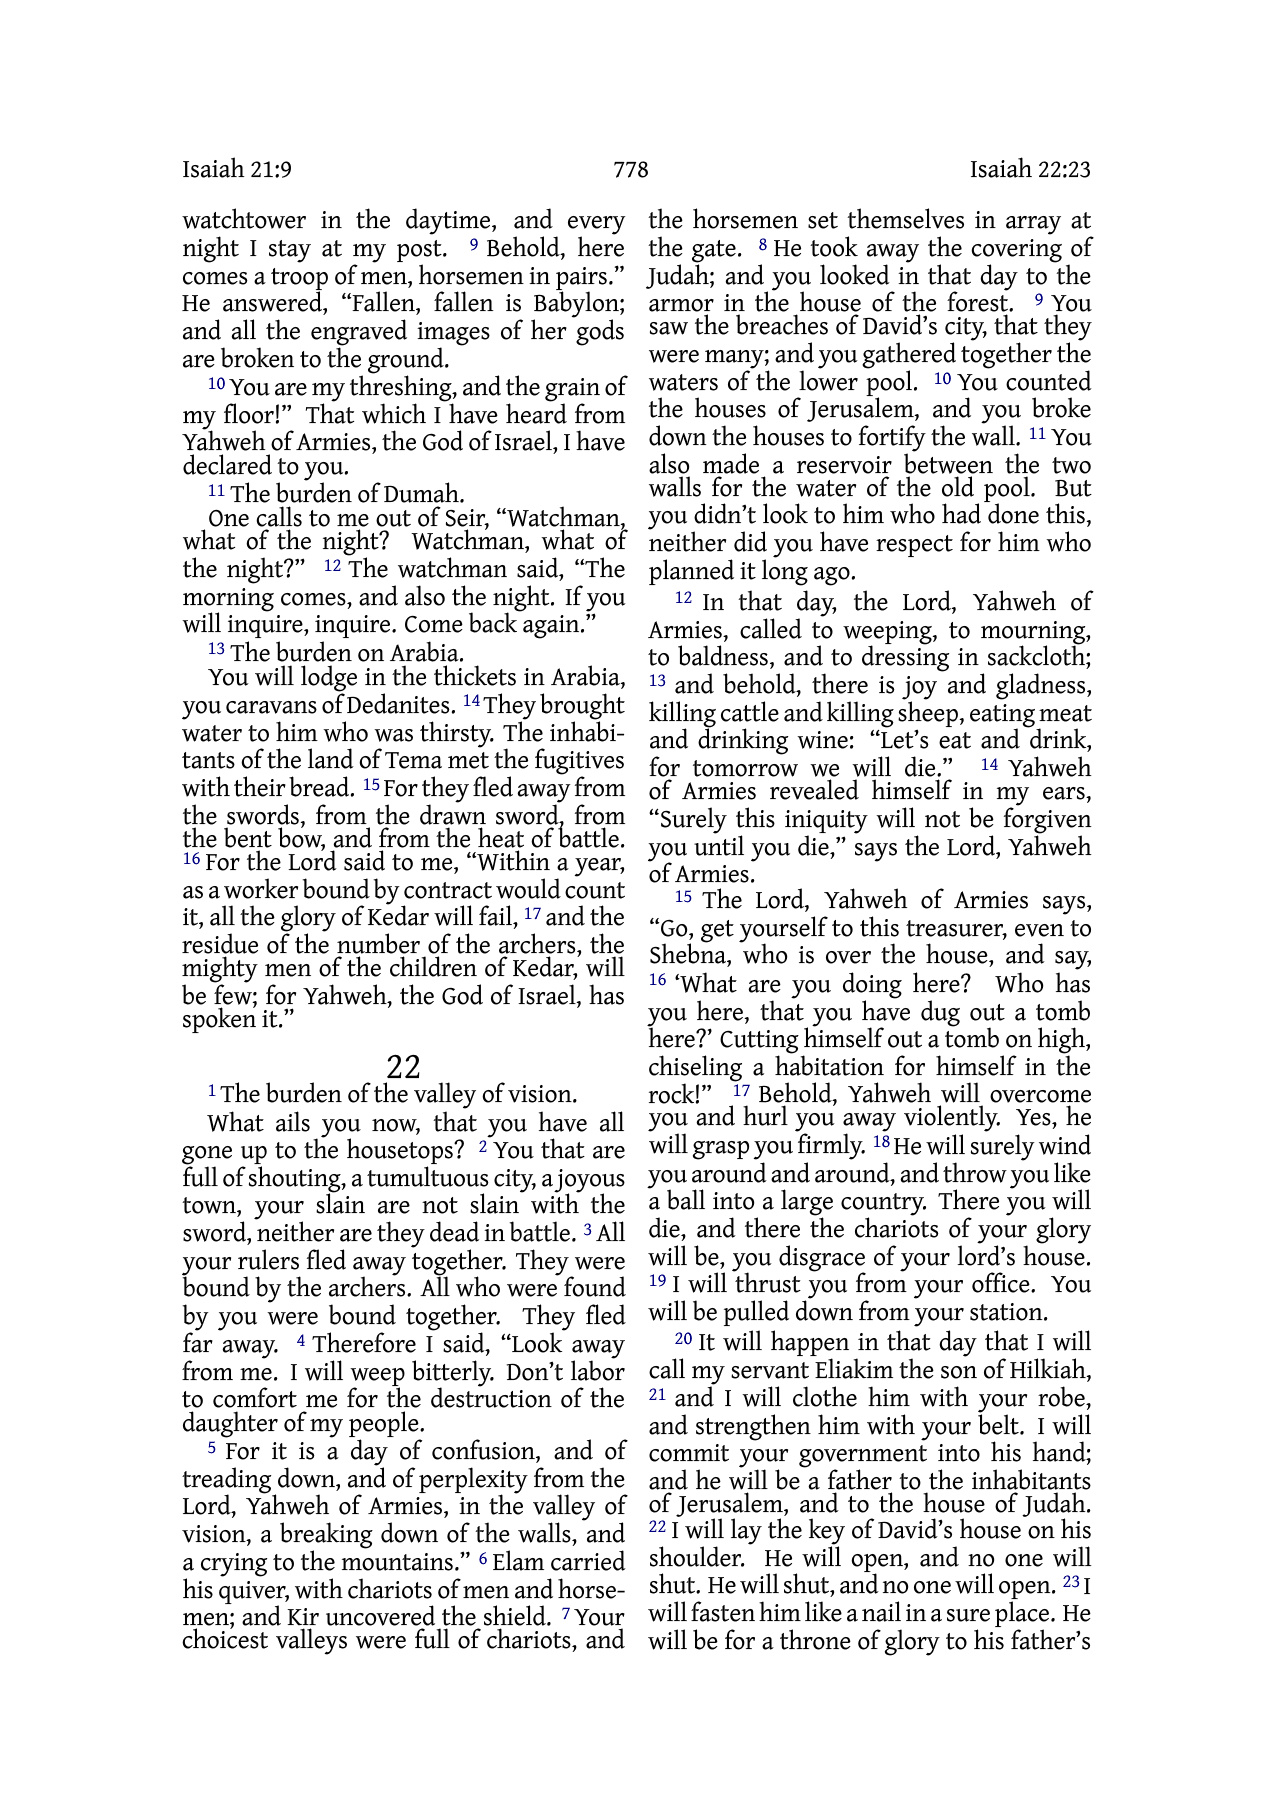 Isaiah 21:9 778 Isaiah 22:23
watchtower in the daytime, and every
night I stay at my post. 9 Behold, here
comes a troop of men, horsemen in pairs.”
He answered, “Fallen, fallen is Babylon;
and all the engraved images of her gods
are broken to the ground.
10 You are my threshing, and the grain of
my floor!” That which I have heard from
Yahweh of Armies, the God of Israel, I have
declared to you.
11 The burden of Dumah.
One calls to me out of Seir, “Watchman,
what of the night? Watchman, what of
the night?” 12 The watchman said, “The
morning comes, and also the night. If you
will inquire, inquire. Come back again.”
13 The burden on Arabia.
You will lodge in the thickets in Arabia,
you caravans of Dedanites. 14 They brought
water to him who was thirsty. The inhabi-
tants of the land of Tema met the fugitives
with their bread. 15 For they fled away from
the swords, from the drawn sword, from
the bent bow, and from the heat of battle.
16 For the Lord said to me, “Within a year,
as a worker bound by contract would count
it, all the glory of Kedar will fail, 17 and the
residue of the number of the archers, the
mighty men of the children of Kedar, will
be few; for Yahweh, the God of Israel, has
spoken it.”
22
1 The burden of the valley of vision.
What ails you now, that you have all
gone up to the housetops? 2 You that are
full of shouting, a tumultuous city, a joyous
town, your slain are not slain with the
sword, neither are they dead in battle. 3 All
your rulers fled away together. They were
bound by the archers. All who were found
by you were bound together. They fled
far away. 4 Therefore I said, “Look away
from me. I will weep bitterly. Don’t labor
to comfort me for the destruction of the
daughter of my people.
5 For it is a day of confusion, and of
treading down, and of perplexity from the
Lord, Yahweh of Armies, in the valley of
vision, a breaking down of the walls, and
a crying to the mountains.” 6 Elam carried
his quiver, with chariots of men and horse-
men; and Kir uncovered the shield. 7 Your
choicest valleys were full of chariots, and
the horsemen set themselves in array at
the gate. 8 He took away the covering of
Judah; and you looked in that day to the
armor in the house of the forest. 9 You
saw the breaches of David’s city, that they
were many; and you gathered together the
waters of the lower pool. 10 You counted
the houses of Jerusalem, and you broke
down the houses to fortify the wall. 11 You
also made a reservoir between the two
walls for the water of the old pool. But
you didn’t look to him who had done this,
neither did you have respect for him who
planned it long ago.
12 In that day, the Lord, Yahweh of
Armies, called to weeping, to mourning,
to baldness, and to dressing in sackcloth;
13 and behold, there is joy and gladness,
killing cattle and killing sheep, eating meat
and drinking wine: “Let’s eat and drink,
for tomorrow we will die.” 14 Yahweh
of Armies revealed himself in my ears,
“Surely this iniquity will not be forgiven
you until you die,” says the Lord, Yahweh
of Armies.
15 The Lord, Yahweh of Armies says,
“Go, get yourself to this treasurer, even to
Shebna, who is over the house, and say,
16 ‘What are you doing here? Who has
you here, that you have dug out a tomb
here?’ Cutting himself out a tomb on high,
chiseling a habitation for himself in the
rock!” 17 Behold, Yahweh will overcome
you and hurl you away violently. Yes, he
will grasp you firmly. 18 He will surely wind
you around and around, and throw you like
a ball into a large country. There you will
die, and there the chariots of your glory
will be, you disgrace of your lord’s house.
19 I will thrust you from your office. You
will be pulled down from your station.
20 It will happen in that day that I will
call my servant Eliakim the son of Hilkiah,
21 and I will clothe him with your robe,
and strengthen him with your belt. I will
commit your government into his hand;
and he will be a father to the inhabitants
of Jerusalem, and to the house of Judah.
22 I will lay the key of David’s house on his
shoulder. He will open, and no one will
shut. He will shut, and no one will open. 23 I
will fasten him like a nail in a sure place. He
will be for a throne of glory to his father’s